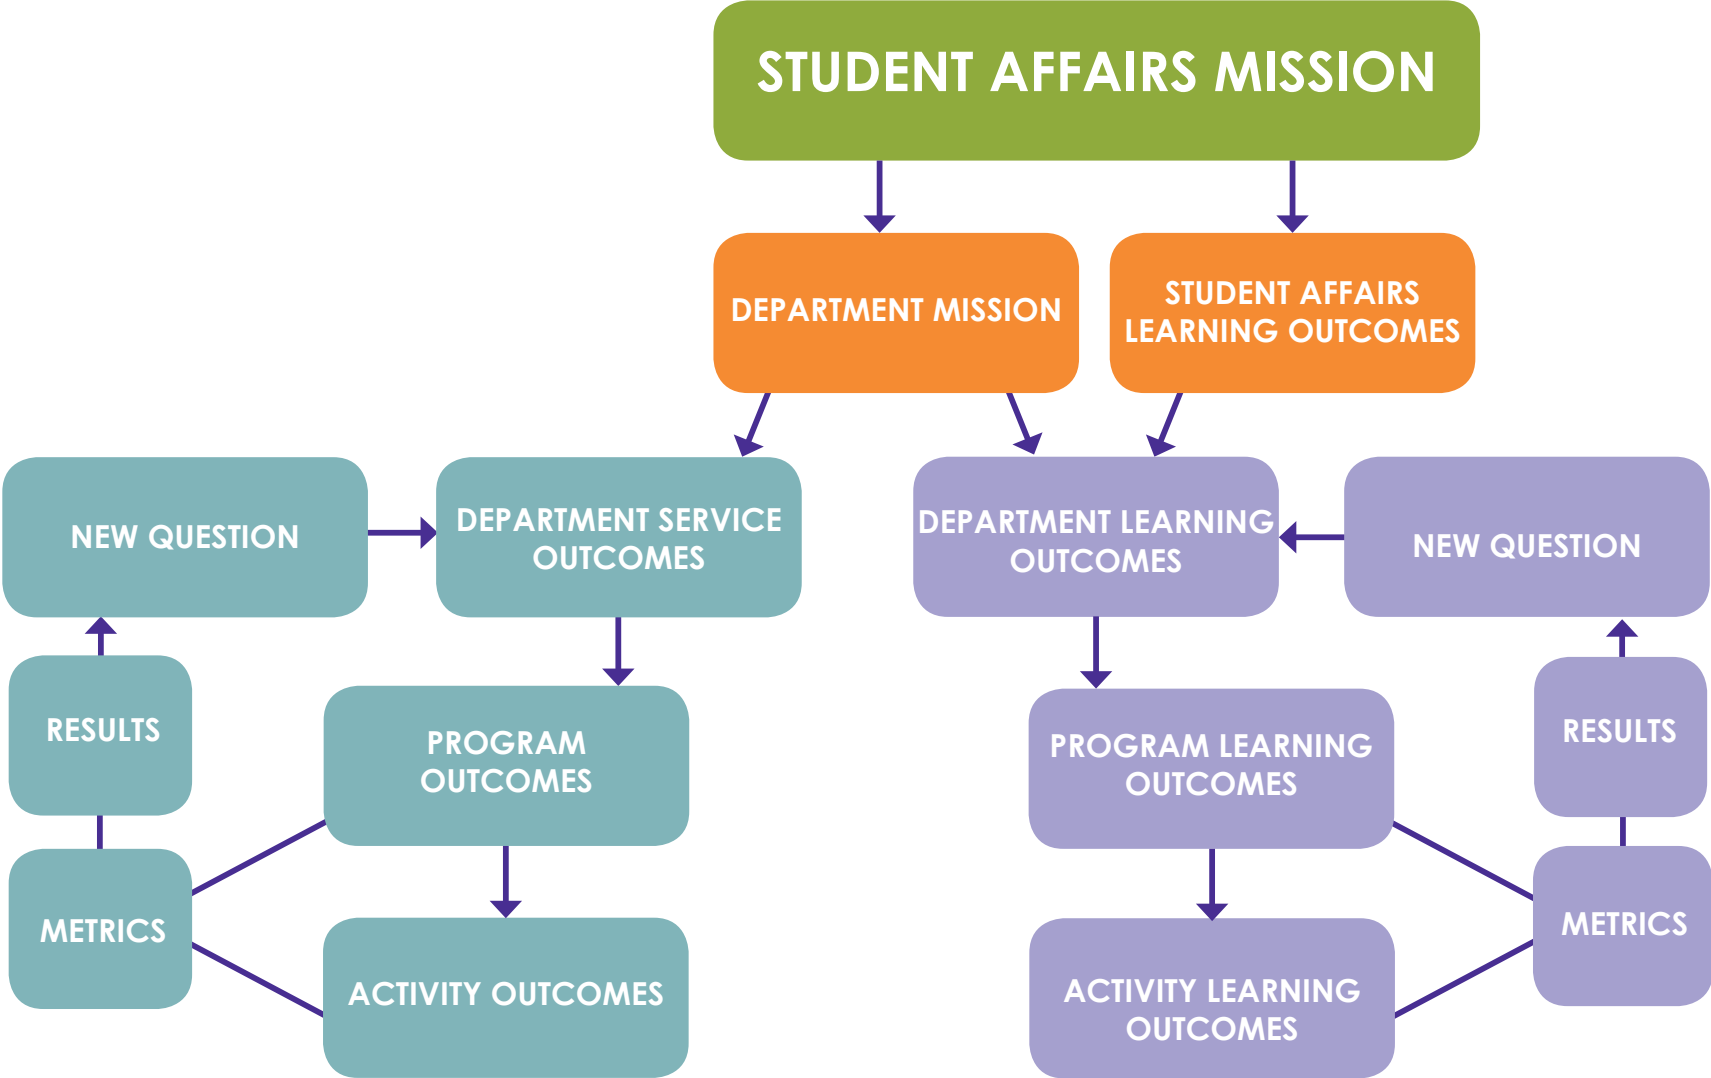 STUDENT AFFAIRS MISSION
DEPARTMENT MISSION
STUDENT AFFAIRS
LEARNING OUTCOMES
NEW QUESTION
DEPARTMENT SERVICE
OUTCOMES
DEPARTMENT LEARNING
OUTCOMES
NEW QUESTION
RESULTS
PROGRAM
OUTCOMES
PROGRAM LEARNING
OUTCOMES
RESULTS
METRICS
ACTIVITY OUTCOMES
ACTIVITY LEARNING
OUTCOMES
METRICS